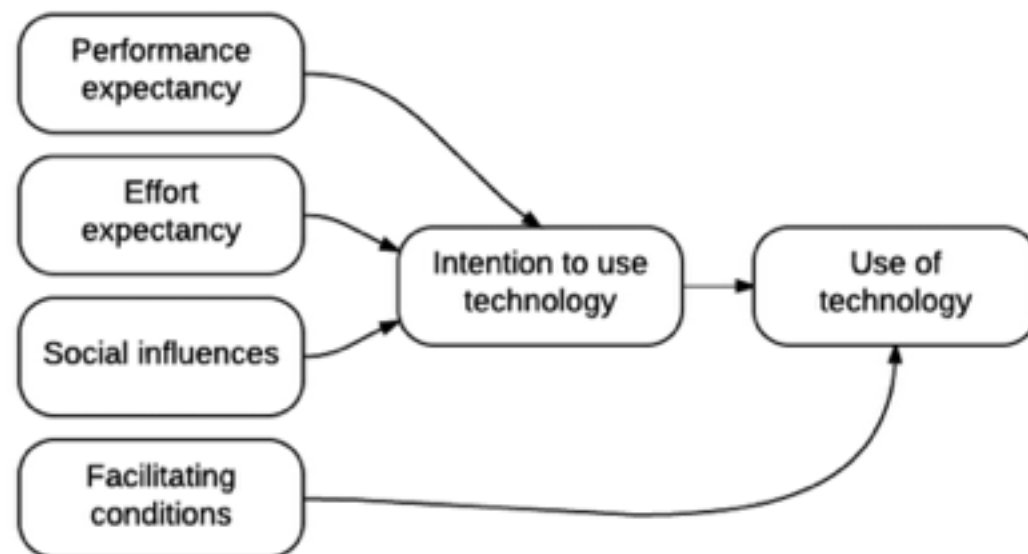 Performance
expectancy
Effort
expectancy
Social influences
Facilitating
conditions
Intention to use
technology
Use of
technology